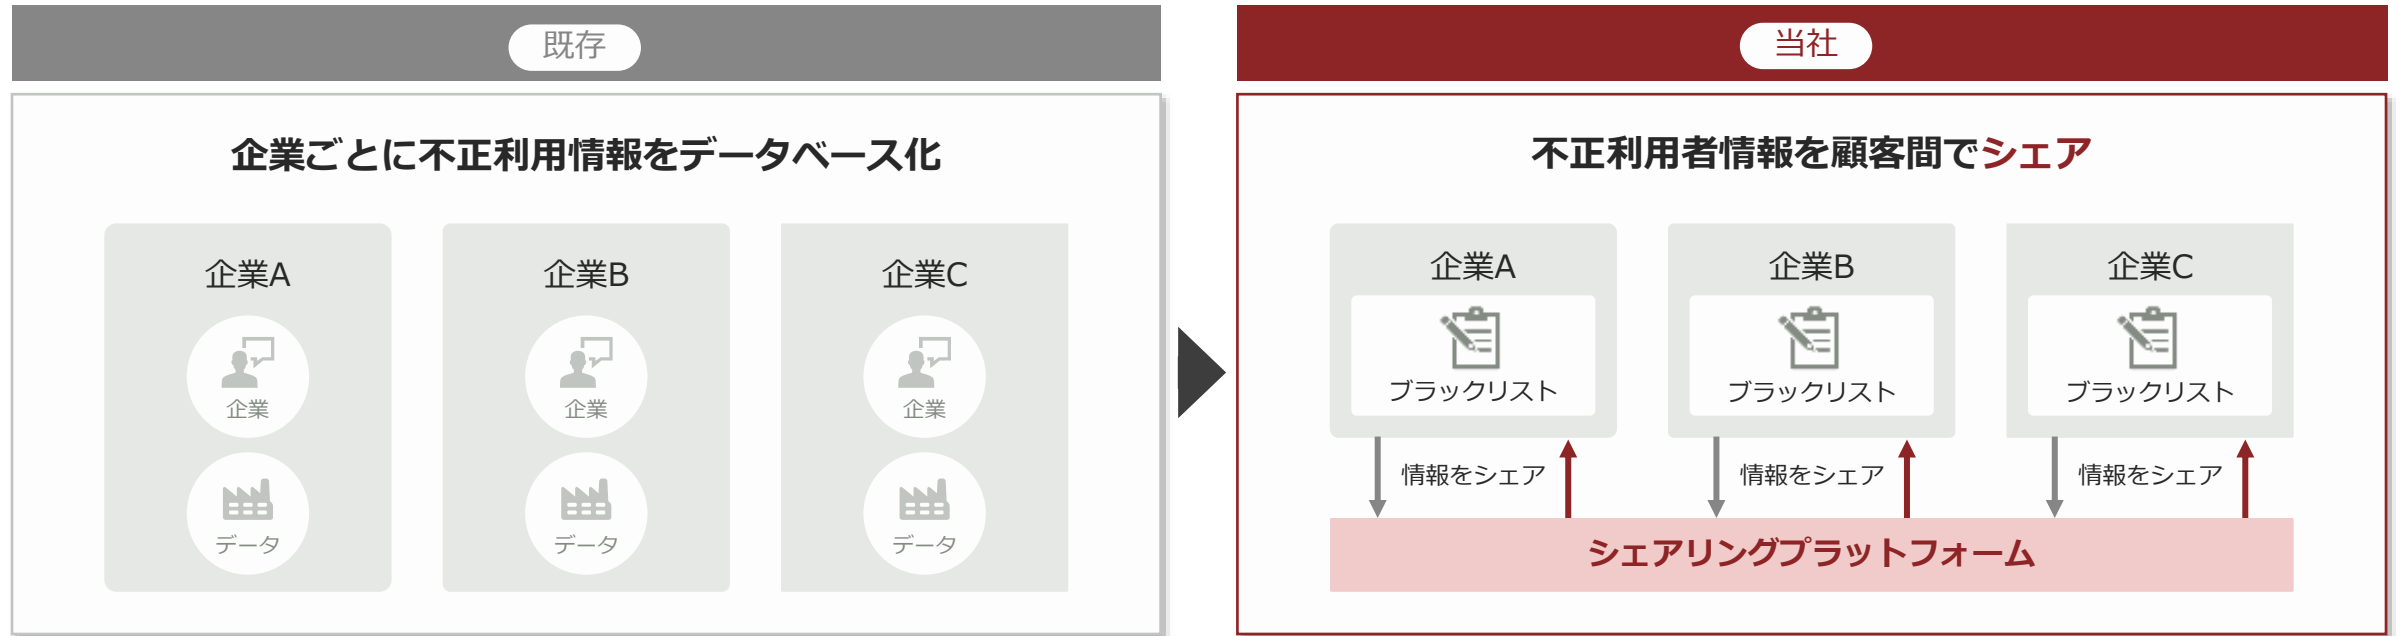 既存
企業ごとに不正利用情報をデータベース化
企業A
企業
データ
企業B
企業
データ
企業C
企業
データ
当社
不正利用者情報を顧客間でシェア
企業A
ブラックリスト
情報をシェア
企業B
ブラックリスト
情報をシェア
企業C
ブラックリスト
情報をシェア
シェアリングプラットフォーム